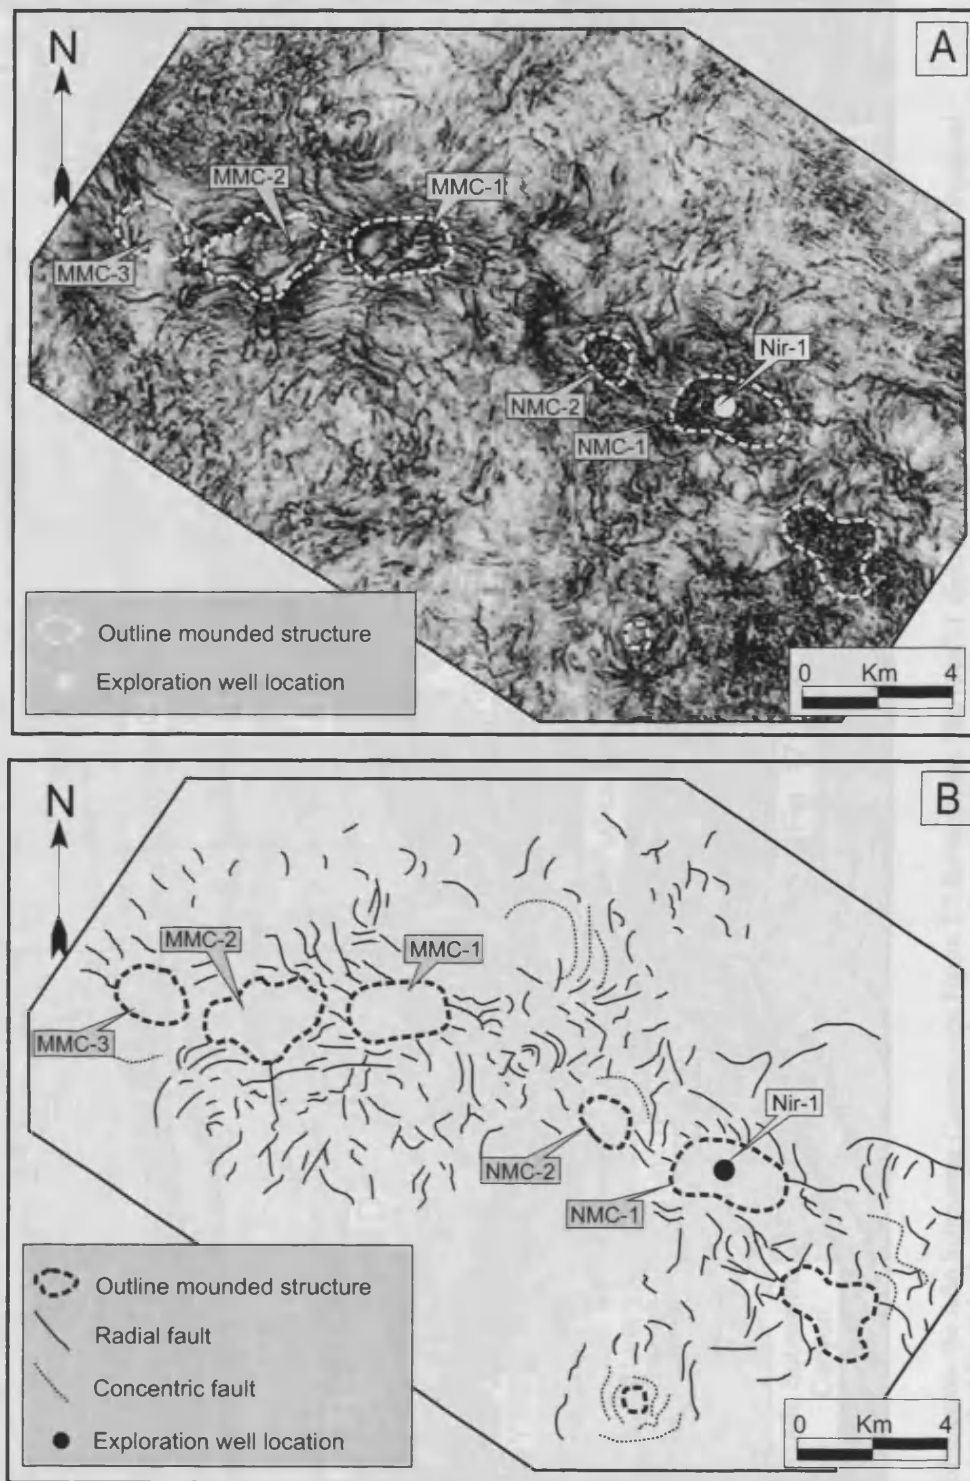 A
N
MMC-2
MMC-1
MMC-3
Nir-1
NMC-2
NMC-1
Outline mounded structure
Exploration well location
0 Km 4
B
N
MMC-2
MMC-1
MMC-3
Nir-1
NMC-2
NMC-1
Outline mounded structure
Radial fault
Concentric fault
Exploration well location
0 Km 4